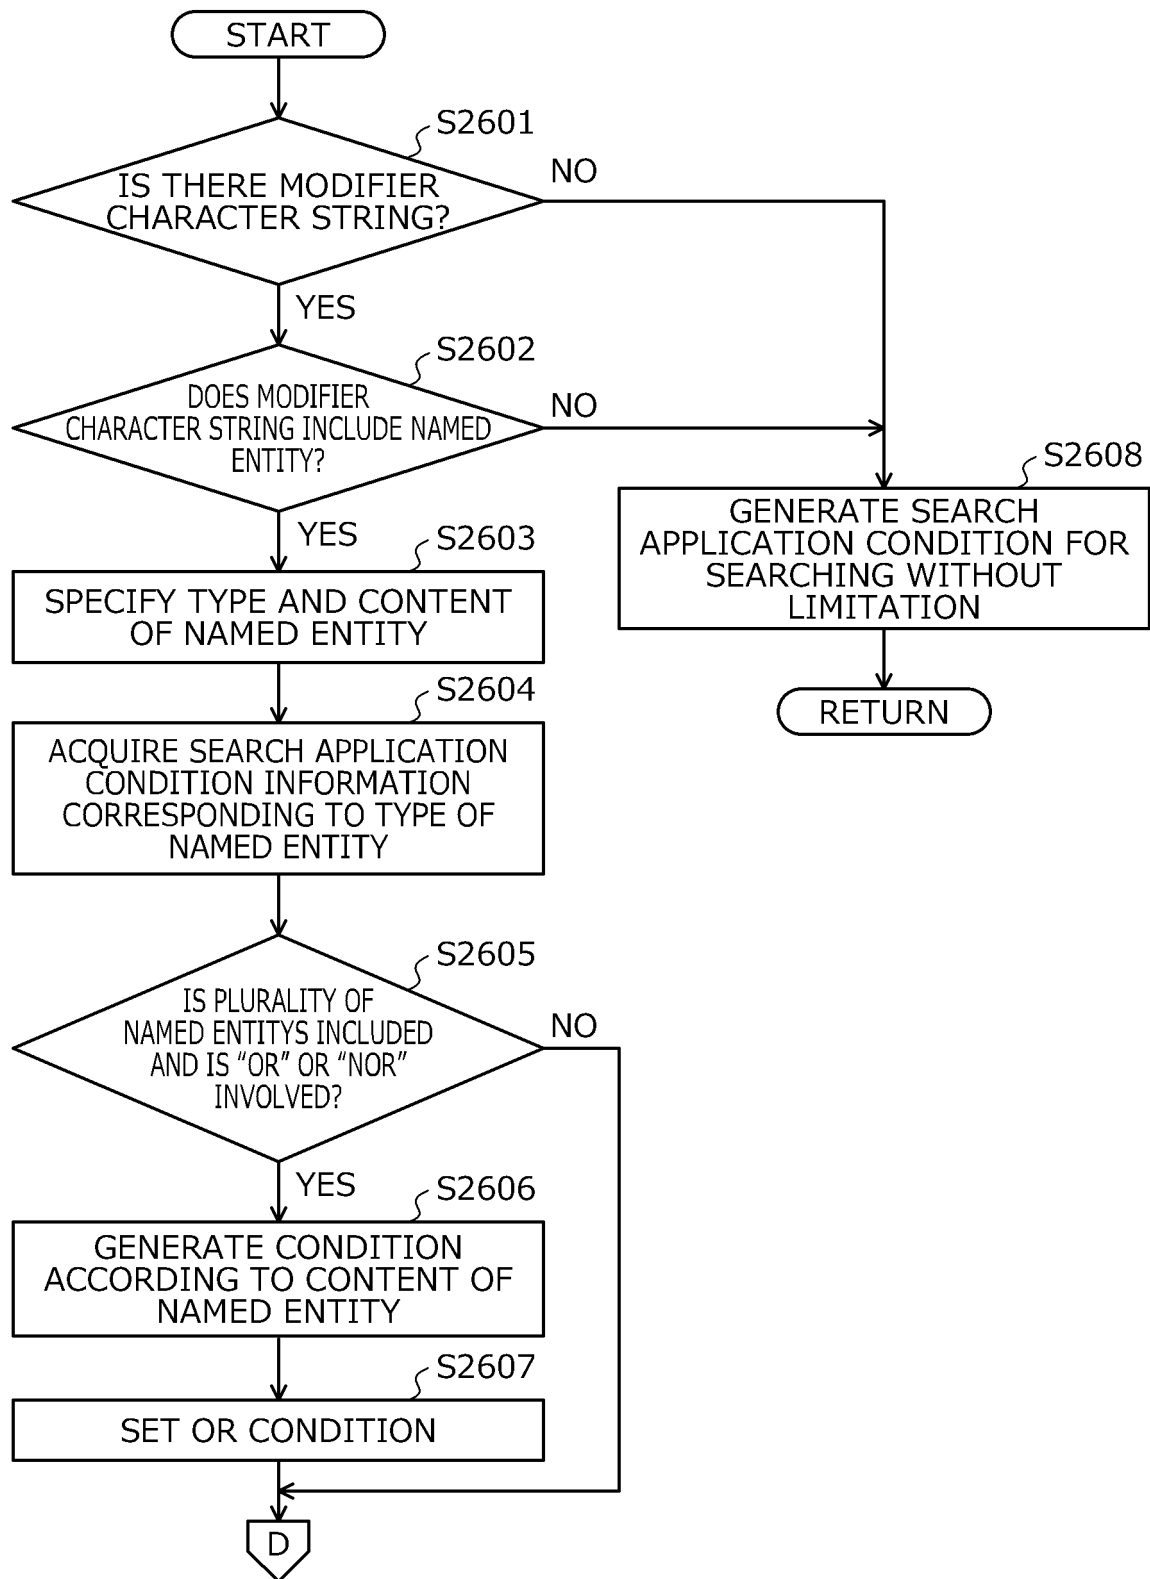 START
S2601
IS THERE MODIFIER
CHARACTER STRING?
NO
YES
S2602
DOES MODIFIER
CHARACTER STRING INCLUDE NAMED
ENTITY?
NO
YES
S2608
GENERATE SEARCH
APPLICATION CONDITION FOR
SEARCHING WITHOUT
LIMITATION
RETURN
S2603
SPECIFY TYPE AND CONTENT
OF NAMED ENTITY
S2604
ACQUIRE SEARCH APPLICATION
CONDITION INFORMATION
CORRESPONDING TO TYPE OF
NAMED ENTITY
S2605
IS PLURALITY OF
NAMED ENTITYS INCLUDED
AND IS “OR” OR “NOR”
INVOLVED?
NO
YES
S2606
GENERATE CONDITION
ACCORDING TO CONTENT OF
NAMED ENTITY
S2607
SET OR CONDITION
D